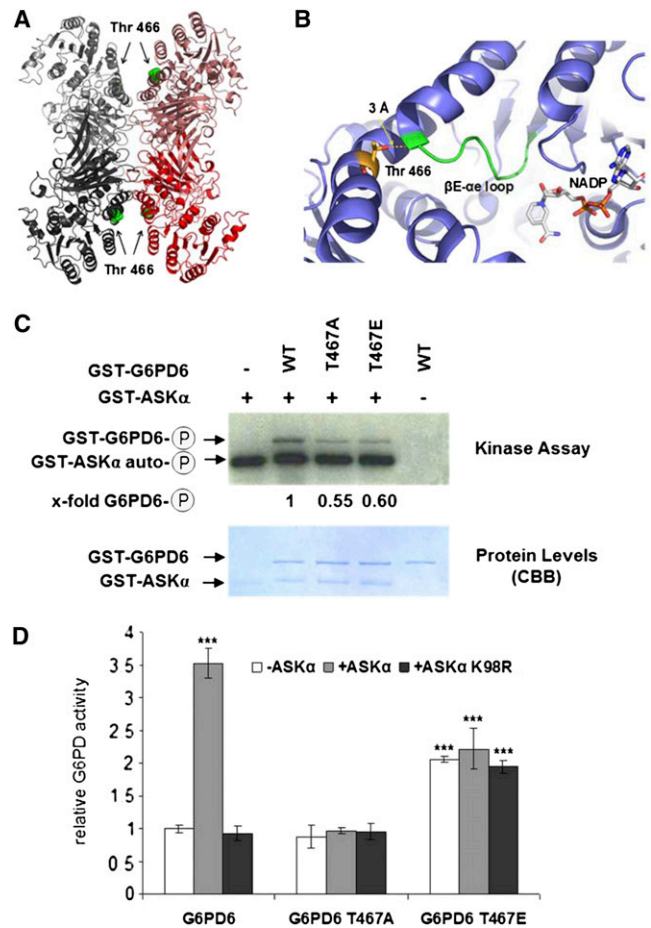 A
Thr 466
Thr 466
B
3 Å
Thr 466
βE-αe loop
NADP
C
GST-G6PD6 - WT T467A T467E WT
GST-ASKα + + + + -
GST-G6PD6-P
GST-ASKα auto-P
Kinase Assay
x-fold G6PD6-P 1 0.55 0.60
GST-G6PD6
GST-ASKα
Protein Levels
(CBB)
D
relative G6PD activity
4
3 5
3
2 5
2
1 5
1
0 5
0
-ASKα +ASKα +ASKα K98R
***
*** *** ***
G6PD6 G6PD6 T467A G6PD6 T467E